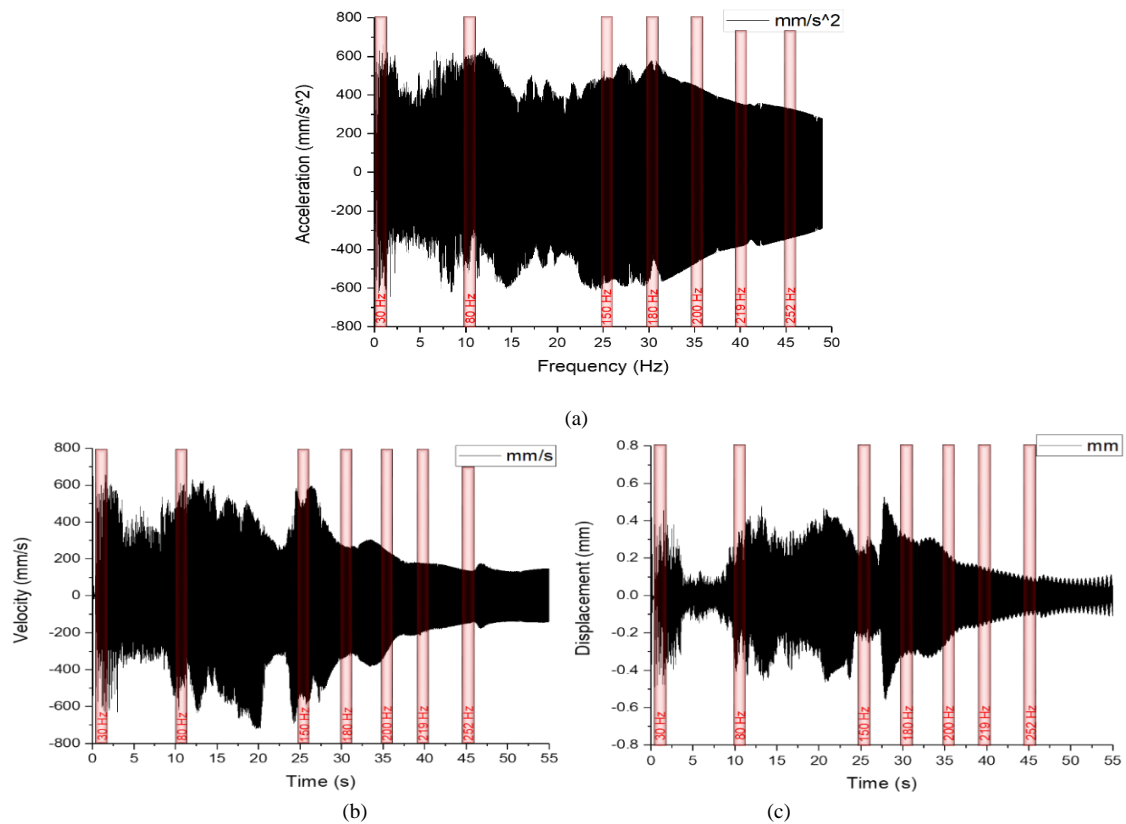 mm/s^2
Acceleration (mm/s^2)
800
600
400
200
0
-200
-400
-600
-800
30 Hz
80 Hz
150 Hz
180 Hz
200 Hz
219 Hz
252 Hz
0 5 10 15 20 25 30 35 40 45 50
Frequency (Hz)
(a)
mm/s
Velocity (mm/s)
800
600
400
200
0
-200
-400
-600
-800
30 Hz
80 Hz
150 Hz
180 Hz
200 Hz
219 Hz
252 Hz
0 5 10 15 20 25 30 35 40 45 50 55
Time (s)
(b)
mm
Displacement (mm)
0.8
0.6
0.4
0.2
0.0
-0.2
-0.4
-0.6
-0.8
30 Hz
80 Hz
150 Hz
180 Hz
200 Hz
219 Hz
252 Hz
0 5 10 15 20 25 30 35 40 45 50 55
Time (s)
(c)